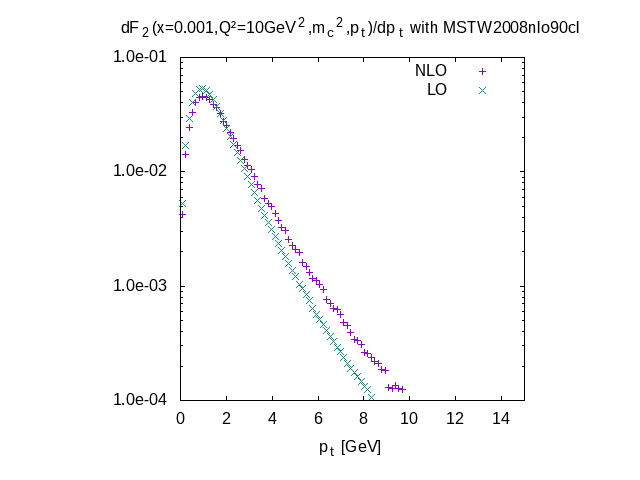 dF2(x=0.001,Q²=10GeV2,mc2,pt)/dpt with MSTW2008nlo90cl
1.0e-01
NLO
LO
1.0e-02
1.0e-03
1.0e-04
0 2 4 6 8 10 12 14
pt [GeV]